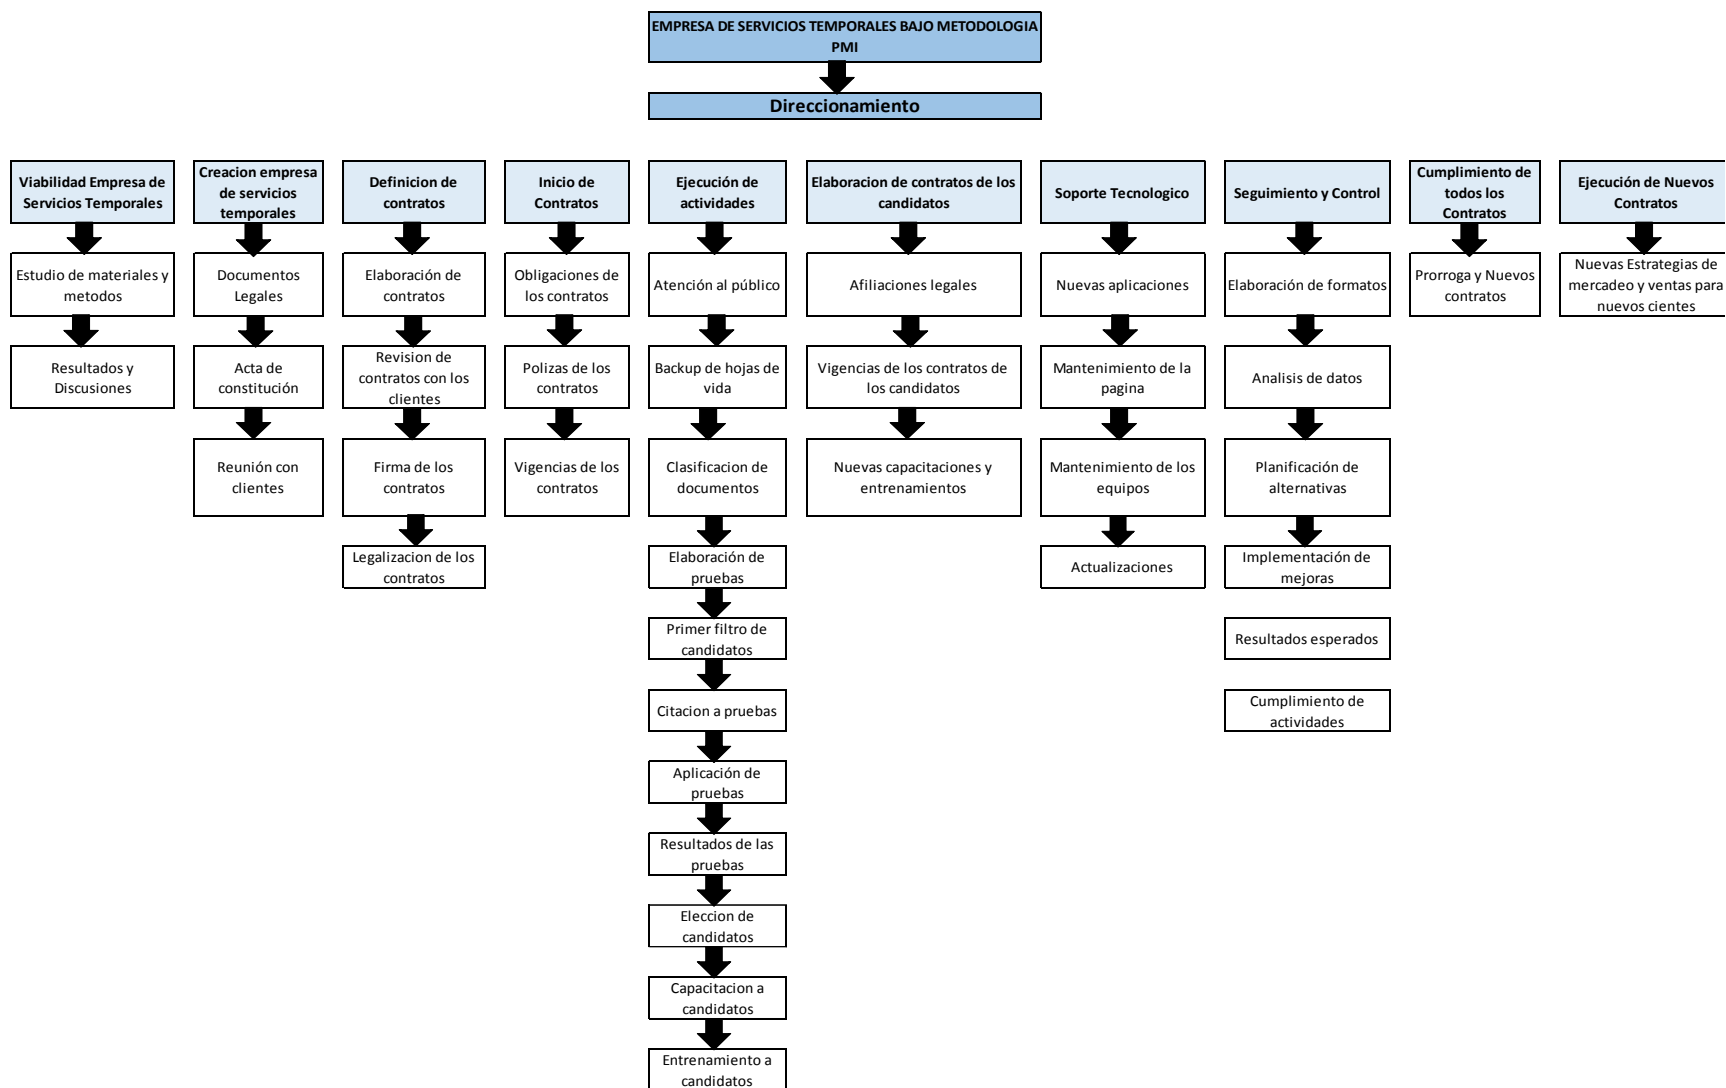 EMPRESA DE SERVICIOS TEMPORALES BAJO METODOLOGIA
PMI
Direccionamiento
Viabilidad Empresa de
Servicios Temporales
Estudio de materiales y
metodos
Resultados y
Discusiones
Creacion empresa
de servicios
temporales
Documentos
Legales
Acta de
constitución
Reunión con
clientes
Definicion de
contratos
Elaboración de
contratos
Revision de
contratos con los
clientes
Firma de los
contratos
Legalizacion de los
contratos
Inicio de
Contratos
Obligaciones de
los contratos
Polizas de los
contratos
Vigencias de los
contratos
Ejecución de
actividades
Atención al público
Backup de hojas de
vida
Clasificacion de
documentos
Elaboración de
pruebas
Primer filtro de
candidatos
Citacion a pruebas
Aplicación de
pruebas
Resultados de las
pruebas
Eleccion de
candidatos
Capacitacion a
candidatos
Entrenamiento a
candidatos
Elaboracion de contratos de los
candidatos
Afiliaciones legales
Vigencias de los contratos de
los candidatos
Nuevas capacitaciones y
entrenamientos
Soporte Tecnologico
Nuevas aplicaciones
Mantenimiento de la
pagina
Mantenimiento de los
equipos
Actualizaciones
Seguimiento y Control
Elaboración de formatos
Analisis de datos
Planificación de
alternativas
Implementación de
mejoras
Resultados esperados
Cumplimiento de
actividades
Cumplimiento de
todos los
Contratos
Prorroga y Nuevos
contratos
Ejecución de Nuevos
Contratos
Nuevas Estrategias de
mercadeo y ventas para
nuevos cientes